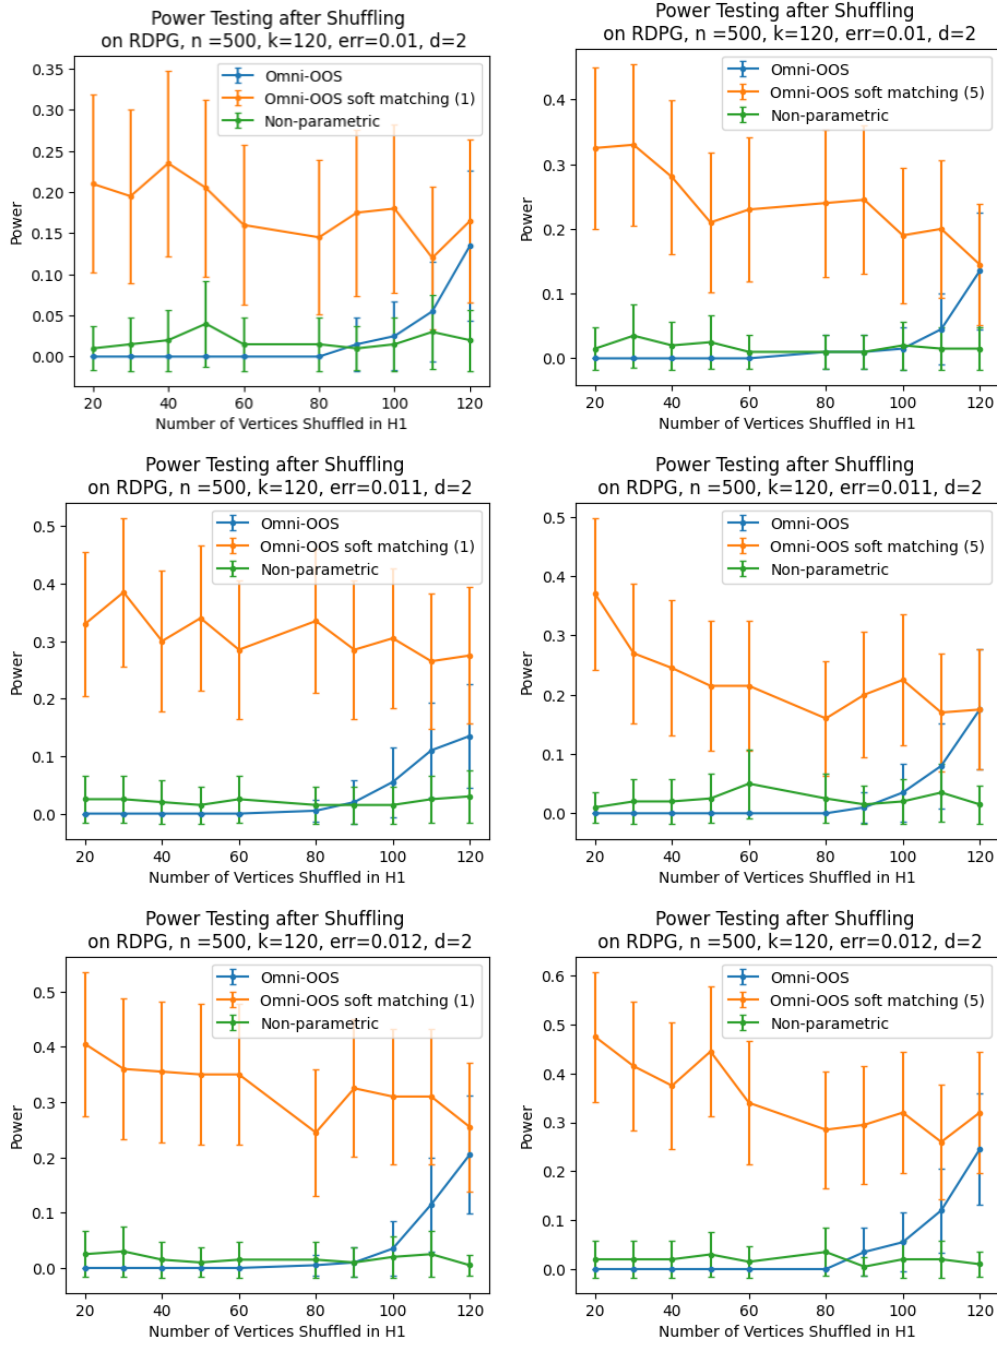 Power Testing after Shuffling
on RDPG, n =500, k=120, err=0.01, d=2
Omni-OOS
Omni-OOS soft matching (1)
Non-parametric
0.35
0.30
0.25
0.20
0.15
0.10
0.05
0.00
Power
20 40 60 80 100 120
Number of Vertices Shuffled in H1
Power Testing after Shuffling
on RDPG, n =500, k=120, err=0.01, d=2
Omni-OOS
Omni-OOS soft matching (5)
Non-parametric
0.4
0.3
0.2
0.1
0.0
Power
20 40 60 80 100 120
Number of Vertices Shuffled in H1
Power Testing after Shuffling
on RDPG, n =500, k=120, err=0.011, d=2
Omni-OOS
Omni-OOS soft matching (1)
Non-parametric
0.5
0.4
0.3
0.2
0.1
0.0
Power
20 40 60 80 100 120
Number of Vertices Shuffled in H1
Power Testing after Shuffling
on RDPG, n =500, k=120, err=0.011, d=2
Omni-OOS
Omni-OOS soft matching (5)
Non-parametric
0.5
0.4
0.3
0.2
0.1
0.0
Power
20 40 60 80 100 120
Number of Vertices Shuffled in H1
Power Testing after Shuffling
on RDPG, n =500, k=120, err=0.012, d=2
Omni-OOS
Omni-OOS soft matching (1)
Non-parametric
0.5
0.4
0.3
0.2
0.1
0.0
Power
20 40 60 80 100 120
Number of Vertices Shuffled in H1
Power Testing after Shuffling
on RDPG, n =500, k=120, err=0.012, d=2
Omni-OOS
Omni-OOS soft matching (5)
Non-parametric
0.6
0.5
0.4
0.3
0.2
0.1
0.0
Power
20 40 60 80 100 120
Number of Vertices Shuffled in H1